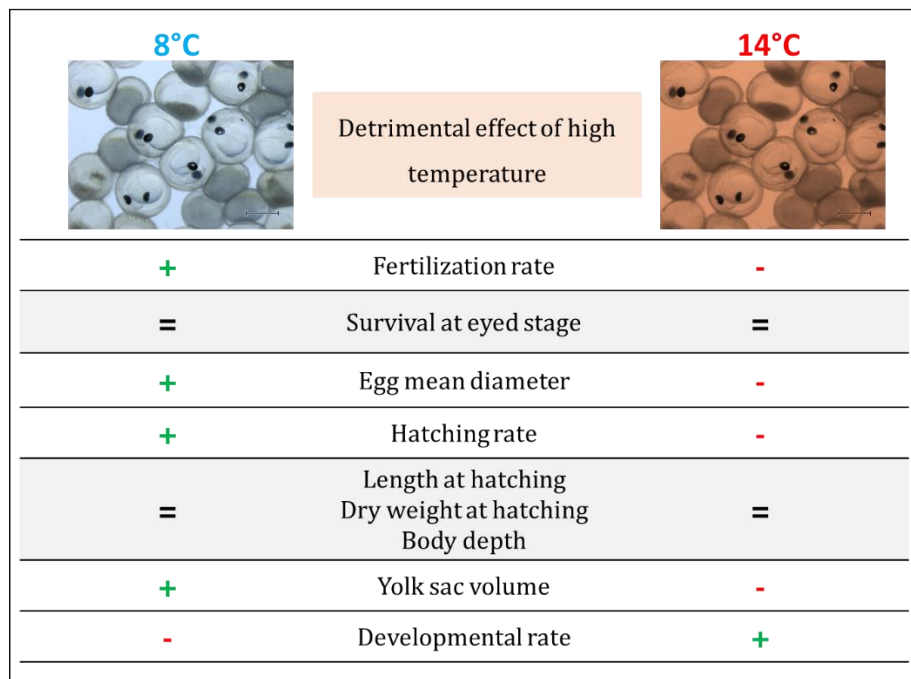 8°C
14°C
Detrimental effect of high
temperature
+ Fertilization rate -
= Survival at eyed stage =
+ Egg mean diameter -
+ Hatching rate -
Length at hatching
= Dry weight at hatching =
Body depth
+ Yolk sac volume -
- Developmental rate +